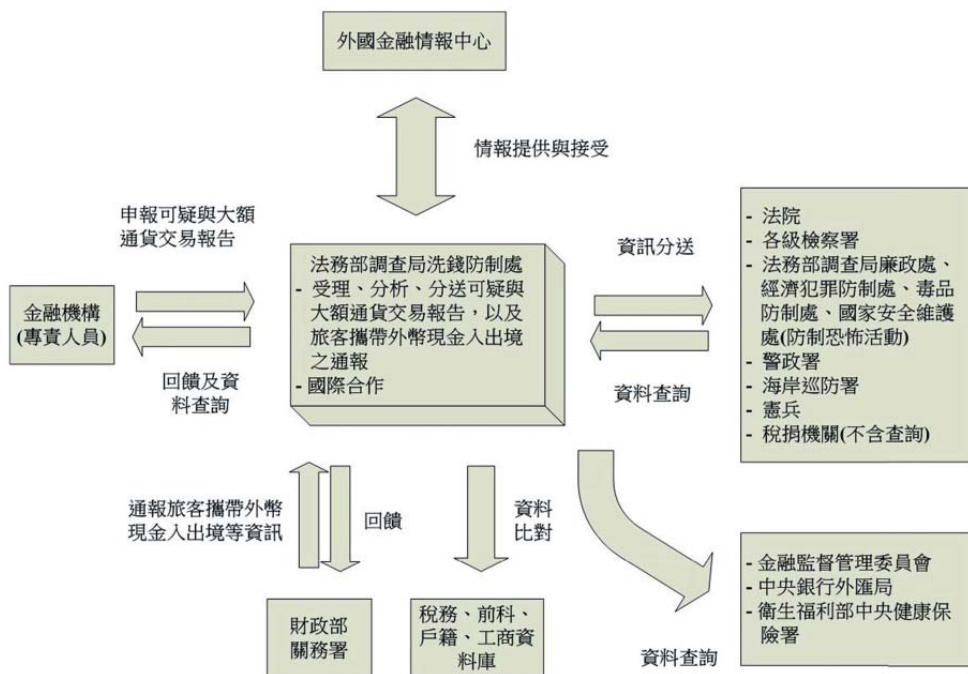 外國金融情報中心
情報提供與接受
申報可疑與大額
通貨交易報告
金融機構
(專責人員)
回饋及資
料查詢
法務部調查局洗錢防制處
- 受理、分析、分送可疑與
大額通貨交易報告，以及
旅客攜帶外幣現金入出境
之通報
- 國際合作
資訊分送
資料查詢
- 法院
- 各級檢察署
- 法務部調查局廉政處、
經濟犯罪防制處、毒品
防制處、國家安全維護
處(防制恐怖活動)
- 警政署
- 海岸巡防署
- 憲兵
- 稅捐機關(不含查詢)
通報旅客攜帶外幣
現金入出境等資訊
回饋
資料
比對
財政部
關務署
稅務、前科、
戶籍、工商資
料庫
資料查詢
- 金融監督管理委員會
- 中央銀行外匯局
- 衛生福利部中央健康保
險署